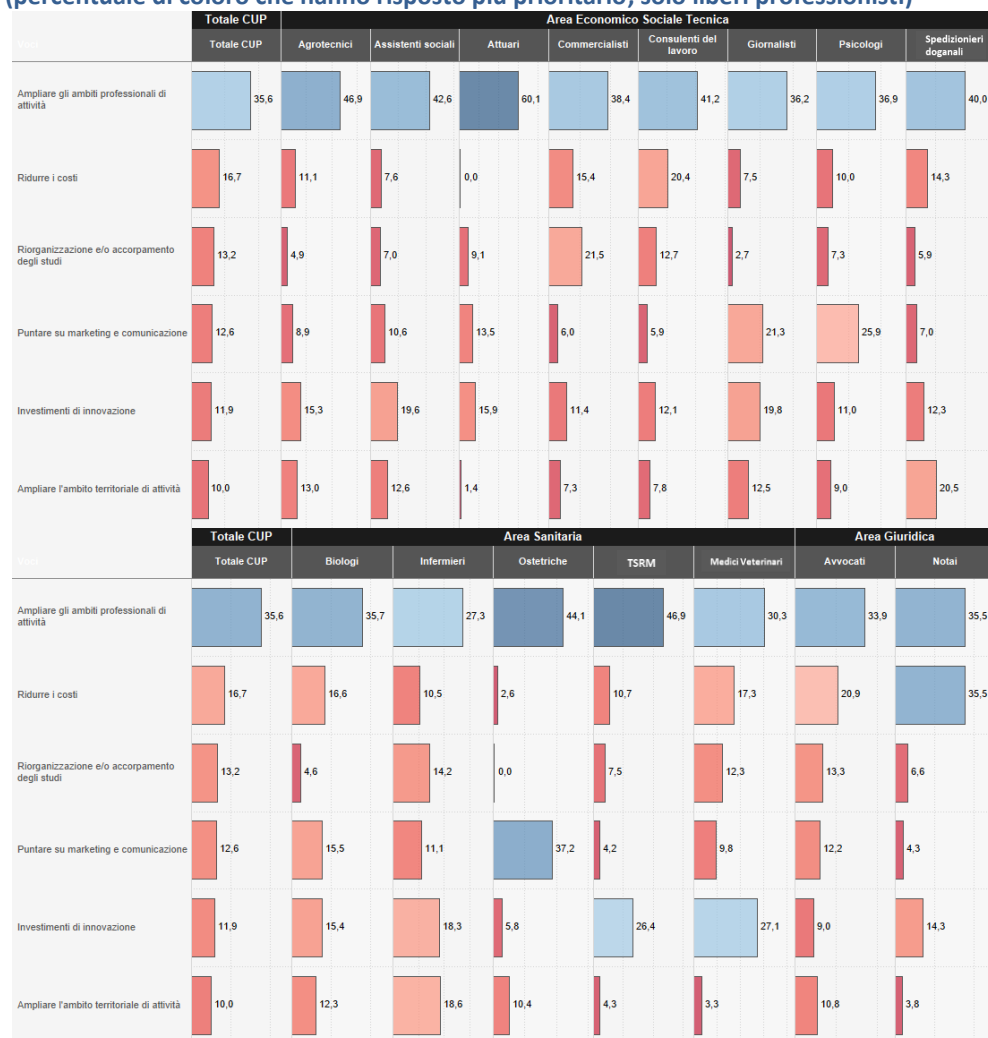 (percentuale di coloro che hanno risposto più prioritario, solo liberi professionisti)
Totale CUP Area Economico Sociale Tecnica
Voci Totale CUP Agrotecnici Assistenti sociali Attuari Commercialisti Consulenti del lavoro Giornalisti Psicologi Spedizionieri doganali
Ampliare gli ambiti professionali di
attività
35,6 46,9 42,6 60,1 38,4 41,2 36,2 36,9 40,0
Ridurre i costi 16,7 11,1 7,6 0,0 15,4 20,4 7,5 10,0 14,3
Riorganizzazione e/o accorpamento
degli studi
13,2 4,9 7,0 9,1 21,5 12,7 2,7 7,3 5,9
Puntare su marketing e comunicazione 12,6 8,9 10,6 13,5 6,0 5,9 21,3 25,9 7,0
Investimenti di innovazione 11,9 15,3 19,6 15,9 11,4 12,1 19,8 11,0 12,3
Ampliare l'ambito territoriale di attività 10,0 13,0 12,6 1,4 7,3 7,8 12,5 9,0 20,5
Totale CUP Area Sanitaria Area Giuridica
Voci Totale CUP Biologi Infermieri Ostetriche TSRM Medici Veterinari Avvocati Notai
Ampliare gli ambiti professionali di
attività
35,6 35,7 27,3 44,1 46,9 30,3 33,9 35,5
Ridurre i costi 16,7 16,6 10,5 2,6 10,7 17,3 20,9 35,5
Riorganizzazione e/o accorpamento
degli studi
13,2 4,6 14,2 0,0 7,5 12,3 13,3 6,6
Puntare su marketing e comunicazione 12,6 15,5 11,1 37,2 4,2 9,8 12,2 4,3
Investimenti di innovazione 11,9 15,4 18,3 5,8 26,4 27,1 9,0 14,3
Ampliare l'ambito territoriale di attività 10,0 12,3 18,6 10,4 4,3 3,3 10,8 3,8